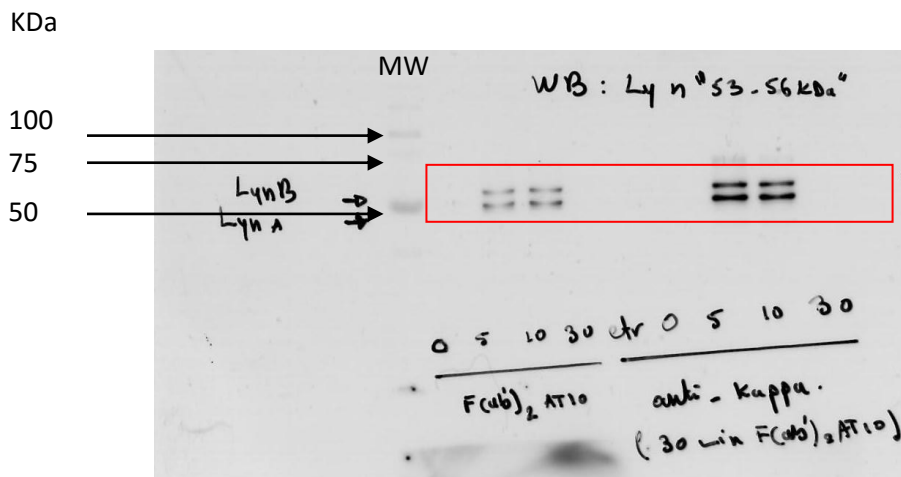 KDa
MW
WB : Lyn "53-56 KDa"
100
75
LynB
50
Lyn A
0 5 10 30 ctr 0 5 10 30
F(ab')2 AT10
anti-kappa.
(30 min F(ab')2 AT10)